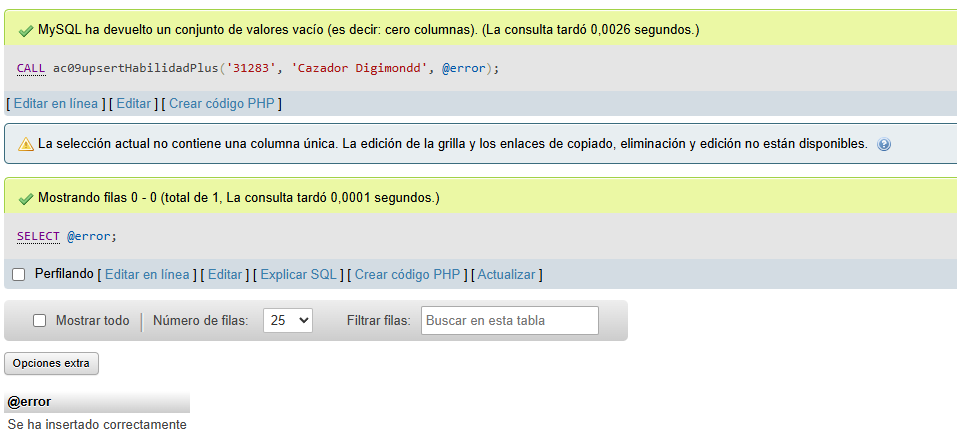 MySQL ha devuelto un conjunto de valores vacío (es decir: cero columnas). (La consulta tardó 0,0026 segundos.)
CALL ac09upsertHabilidadPlus('31283', 'Cazador Digimondd', @error);
[ Editar en línea ] [ Editar ] [ Crear código PHP ]
La selección actual no contiene una columna única. La edición de la grilla y los enlaces de copiado, eliminación y edición no están disponibles.
Mostrando filas 0 - 0 (total de 1, La consulta tardó 0,0001 segundos.)
SELECT @error;
Perfilando [ Editar en línea ] [ Editar ] [ Explicar SQL ] [ Crear código PHP ] [ Actualizar ]
Mostrar todo | Número de filas: 25 Filtrar filas: Buscar en esta tabla
Opciones extra
@error
Se ha insertado correctamente